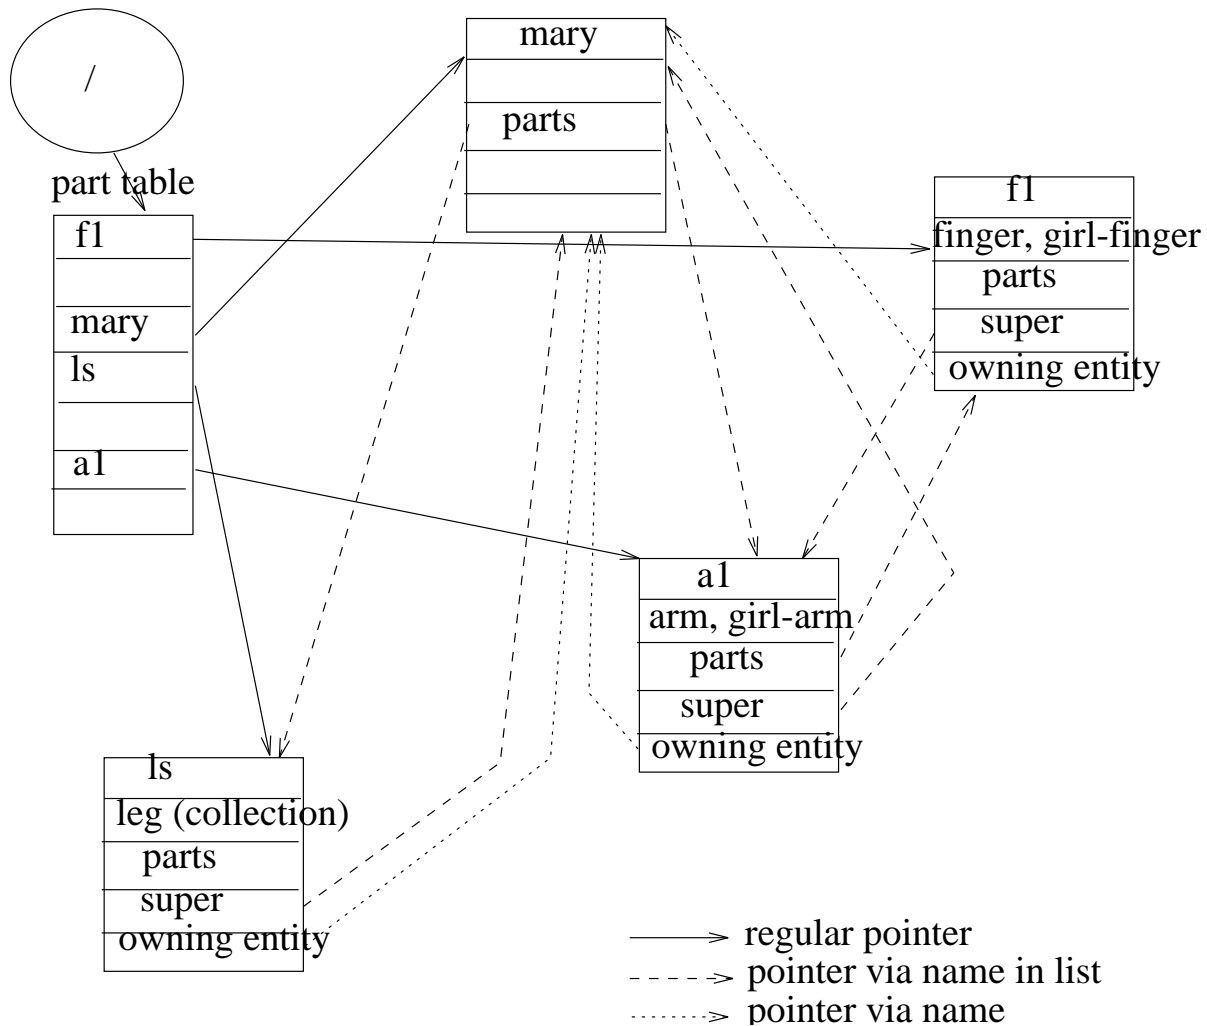 /
part table
f1
mary
ls
a1
mary
parts
f1
finger, girl-finger
parts
super
owning entity
a1
arm, girl-arm
parts
super
owning entity
ls
leg (collection)
parts
super
owning entity
regular pointer
pointer via name in list
pointer via name